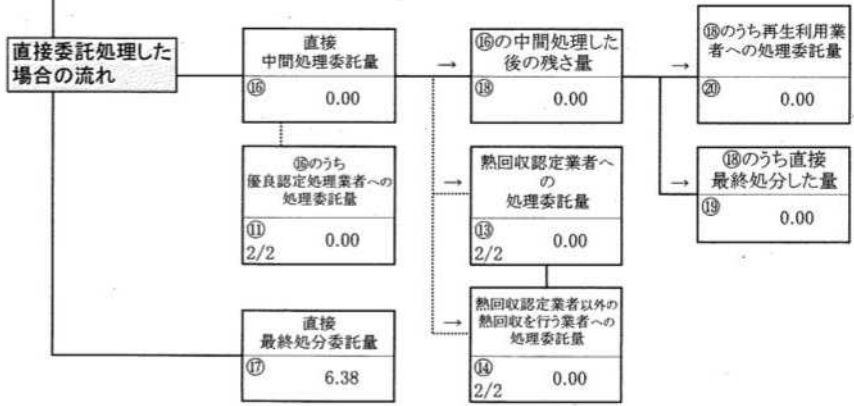 直接委託処理した
場合の流れ
直接
中間処理委託量
⑯
0.00
→
⑯の中間処理した
後の残さ量
⑱
0.00
→
⑱のうち再生利用業
者への処理委託量
⑳
0.00
⑯のうち
優良認定処理業者への
処理委託量
⑪
2/2
0.00
→
熱回収認定業者へ
の
処理委託量
⑬
2/2
0.00
→
⑱のうち直接
最終処分した量
⑲
0.00
直接
最終処分委託量
⑰
6.38
→
熱回収認定業者以外の
熱回収を行う業者への
処理委託量
⑭
2/2
0.00